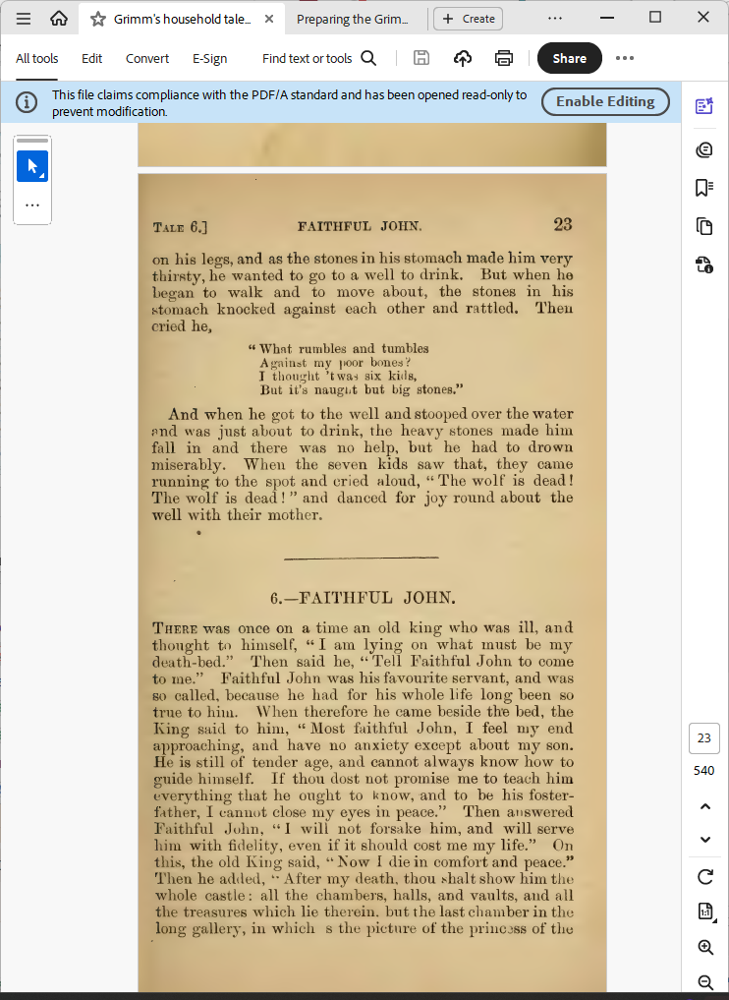 Grimm's household tale...
Preparing the Grim...
+ Create
All tools
Edit
Convert
E-Sign
Find text or tools
Share
This file claims compliance with the PDF/A standard and has been opened read-only to
prevent modification.
Enable Editing
TALE 6.]
FAITHFUL JOHN.
23
on his legs, and as the stones in his stomach made him very
thirsty, he wanted to go to a well to drink. But when he
began to walk and to move about, the stones in his
stomach knocked against each other and rattled. Then
cried he,
“ What rumbles and tumbles
Against my poor bones?
I thought 'twas six kids,
But it's naught but big stones.”
And when he got to the well and stooped over the water
and was just about to drink, the heavy stones made him
fall in and there was no help, but he had to drown
miserably. When the seven kids saw that, they came
running to the spot and cried aloud, “ The wolf is dead!
The wolf is dead! ” and danced for joy round about the
well with their mother.
6.—FAITHFUL JOHN.
THERE was once on a time an old king who was ill, and
thought to himself, “ I am lying on what must be my
death-bed.” Then said he, “ Tell Faithful John to come
to me.” Faithful John was his favourite servant, and was
so called, because he had for his whole life long been so
true to him. When therefore he came beside the bed, the
King said to him, “ Most faithful John, I feel my end
approaching, and have no anxiety except about my son.
He is still of tender age, and cannot always know how to
guide himself. If thou dost not promise me to teach him
everything that he ought to know, and to be his foster-
father, I cannot close my eyes in peace.” Then answered
Faithful John, “ I will not forsake him, and will serve
him with fidelity, even if it should cost me my life.” On
this, the old King said, “ Now I die in comfort and peace.”
Then he added, “ After my death, thou shalt show him the
whole castle: all the chambers, halls, and vaults, and all
the treasures which lie therein. but the last chamber in the
long gallery, in which s the picture of the princess of the
23
540
1:1